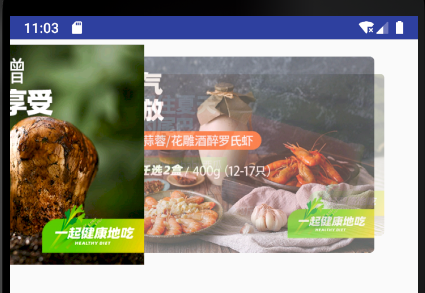 11:03
增
享受
一起健康地吃
HEALTHY DIET
气
放
蒜蓉/花雕酒醉罗氏虾
任选2盒 / 400g (12-17只)
一起健康地吃
HEALTHY DIET